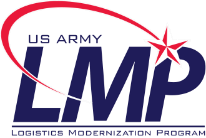 US ARMY
LMP
LOGISTICS MODERNIZATION PROGRAM